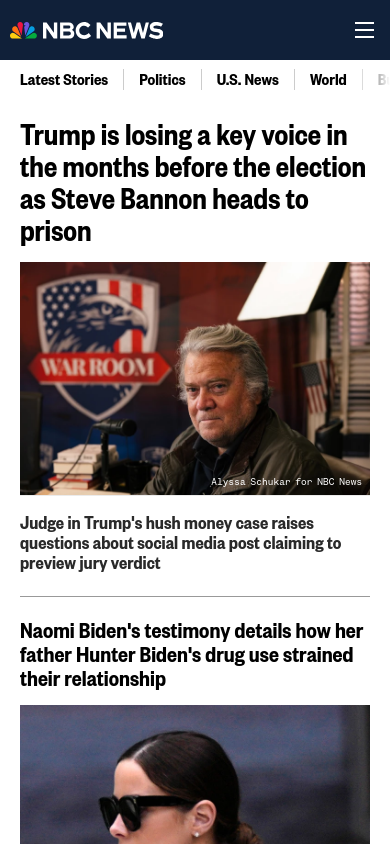 NBC NEWS
Latest Stories
Politics
U.S. News
World
Trump is losing a key voice in
the months before the election
as Steve Bannon heads to
prison
WAR ROOM
Alyssa Schukar for NBC News
Judge in Trump's hush money case raises
questions about social media post claiming to
preview jury verdict
Naomi Biden's testimony details how her
father Hunter Biden's drug use strained
their relationship